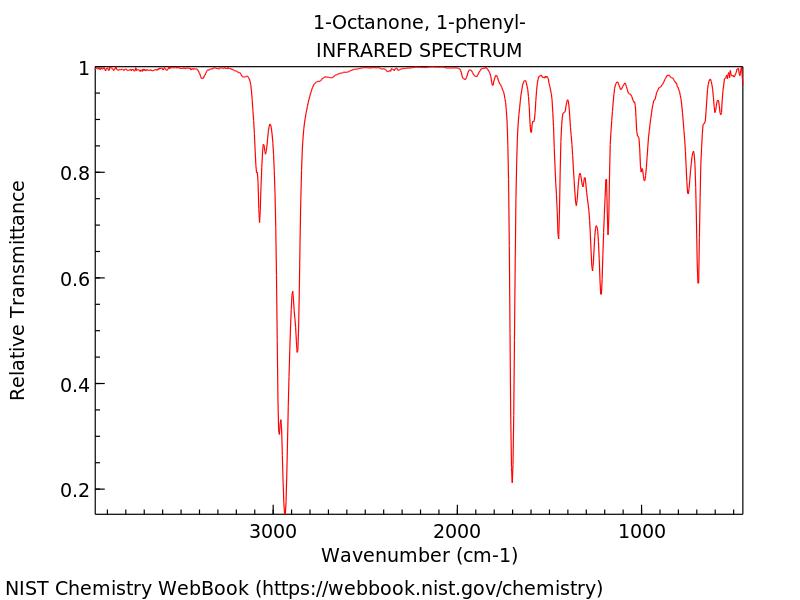 1-Octanone, 1-phenyl-
INFRARED SPECTRUM
1
0.8
0.6
0.4
0.2
Relative Transmittance
3000 2000 1000
Wavenumber (cm-1)
NIST Chemistry WebBook (https://webbook.nist.gov/chemistry)